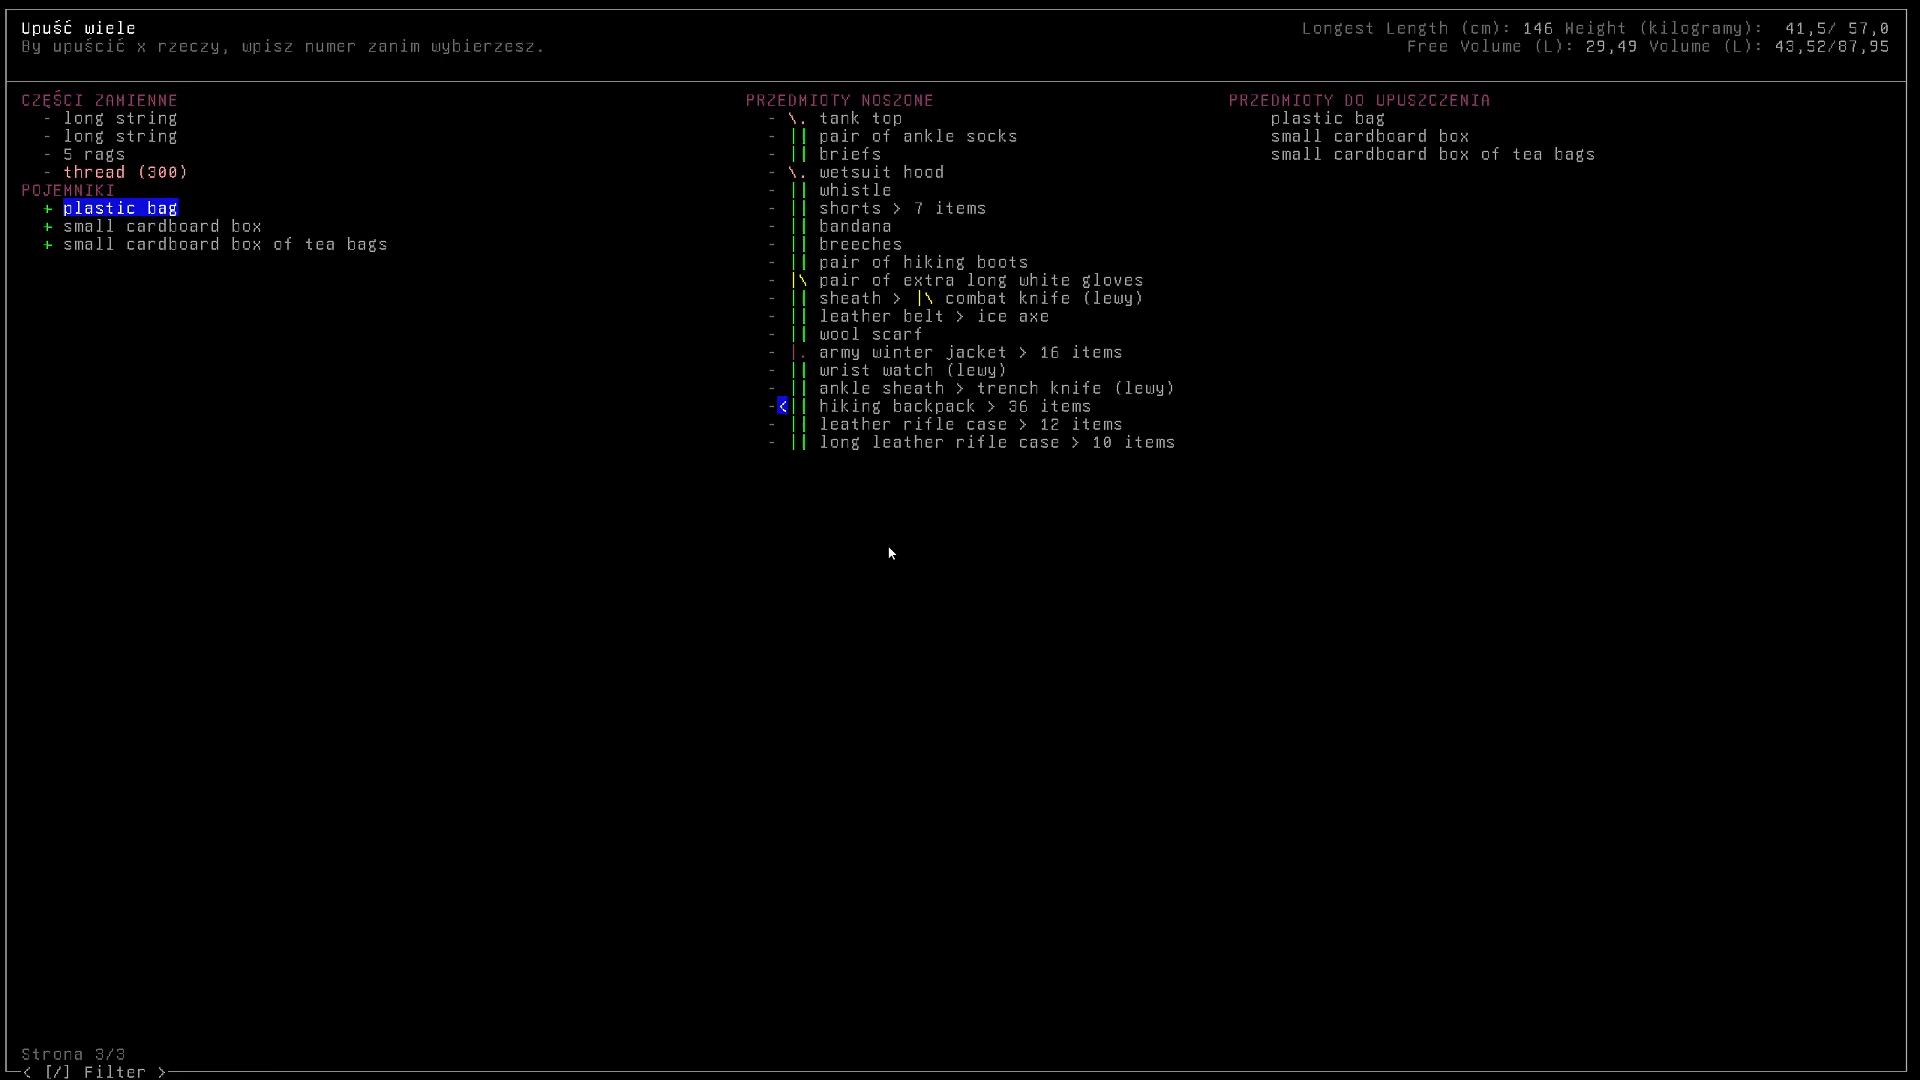 Upuść wiele
By upuścić x rzeczy, wpisz numer zanim wybierzesz.
Longest Length (cm): 146 Weight (kilogramy): 41,5/ 57,0
Free Volume (L): 29,49 Volume (L): 43,52/87,95
CZĘŚCI ZAMIENNE
- long string
- long string
- 5 rags
- thread (300)
POJEMNIKI
+ plastic bag
+ small cardboard box
+ small cardboard box of tea bags
PRZEDMIOTY NOSZONE
- \. tank top
- || pair of ankle socks
- || briefs
- \. wetsuit hood
- || whistle
- || shorts > 7 items
- || bandana
- || breeches
- || pair of hiking boots
- |\ pair of extra long white gloves
- || sheath > |\ combat knife (lewy)
- || leather belt > ice axe
- || wool scarf
- |. army winter jacket > 16 items
- || wrist watch (lewy)
- || ankle sheath > trench knife (lewy)
-<|| hiking backpack > 36 items
- || leather rifle case > 12 items
- || long leather rifle case > 10 items
PRZEDMIOTY DO UPUSZCZENIA
plastic bag
small cardboard box
small cardboard box of tea bags
Strona 3/3
< [/] Filter >